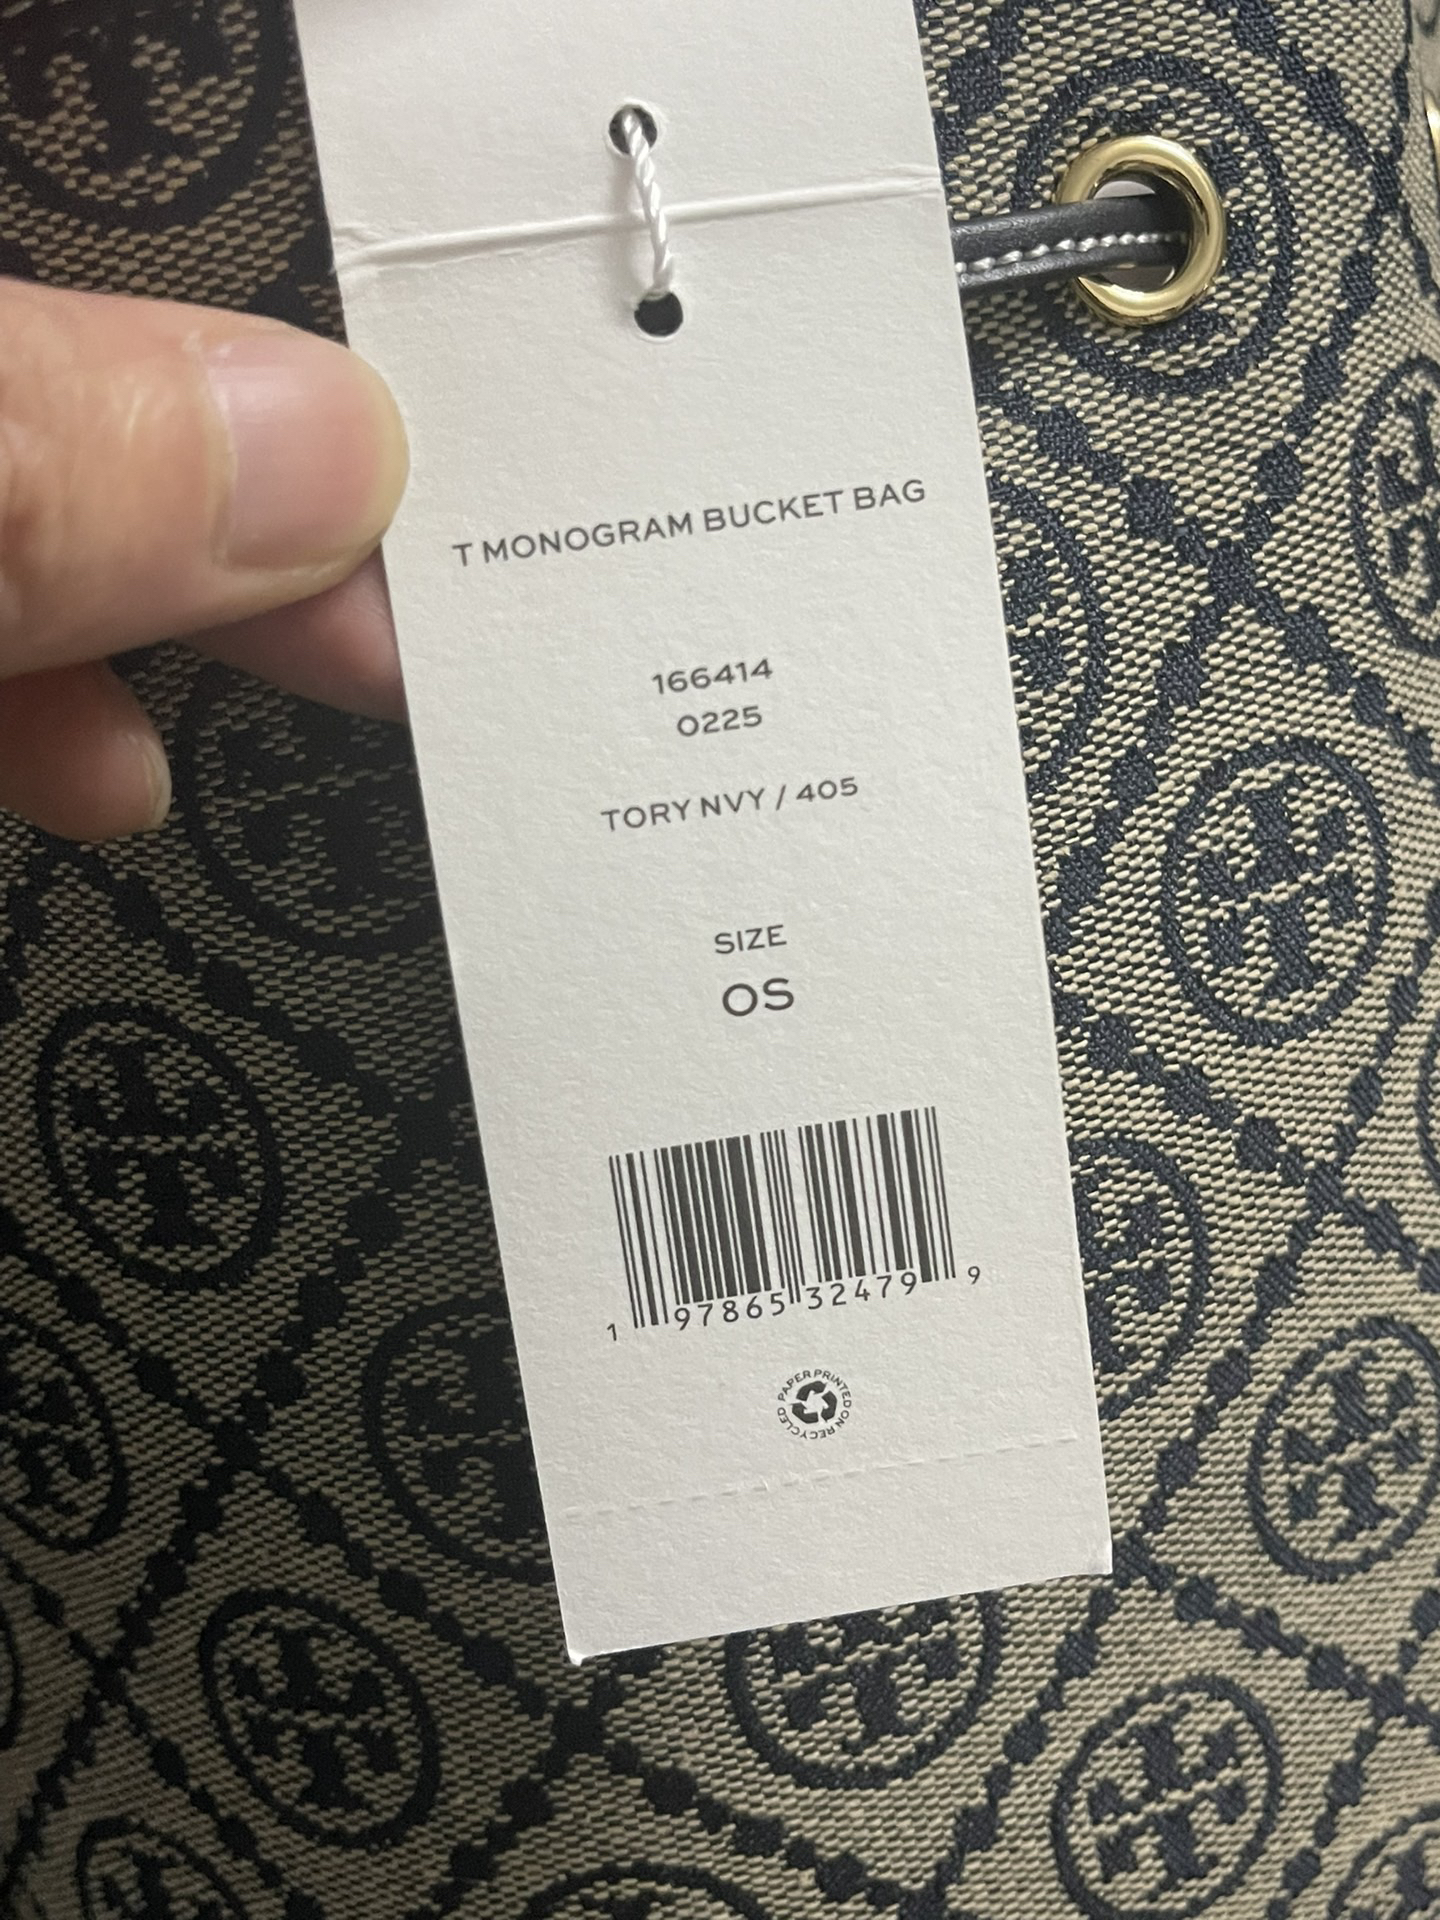 T MONOGRAM BUCKET BAG
166414
0225
TORY NVY / 405
SIZE
OS
1 97865 32479 9
PRINTED ON RECYCLED PAPER